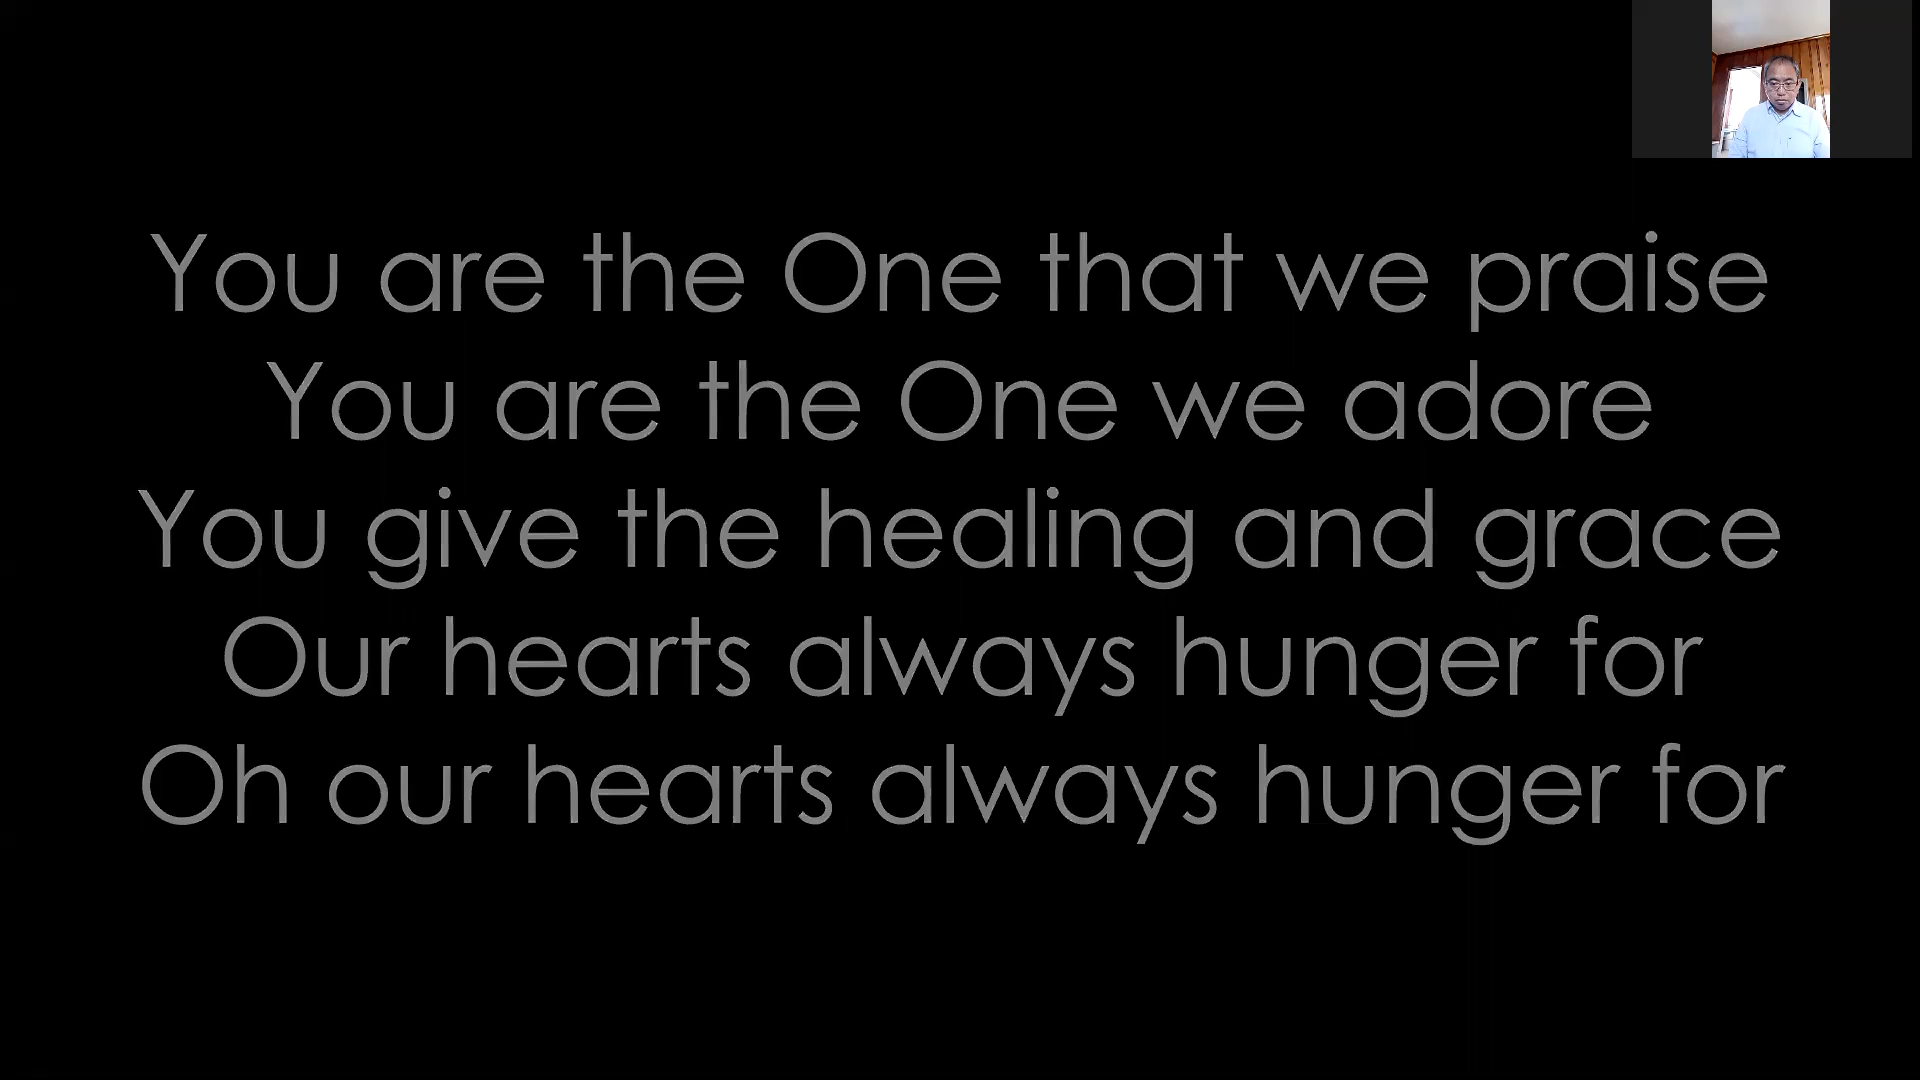 You are the One that we praise
You are the One we adore
You give the healing and grace
Our hearts always hunger for
Oh our hearts always hunger for